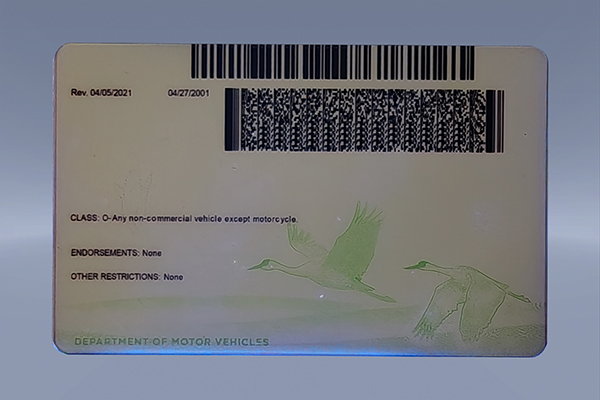 Rev. 04/05/2021 04/27/2001
CLASS: O-Any non-commercial vehicle except motorcycle.
ENDORSEMENTS: None
OTHER RESTRICTIONS: None
DEPARTMENT OF MOTOR VEHICLES